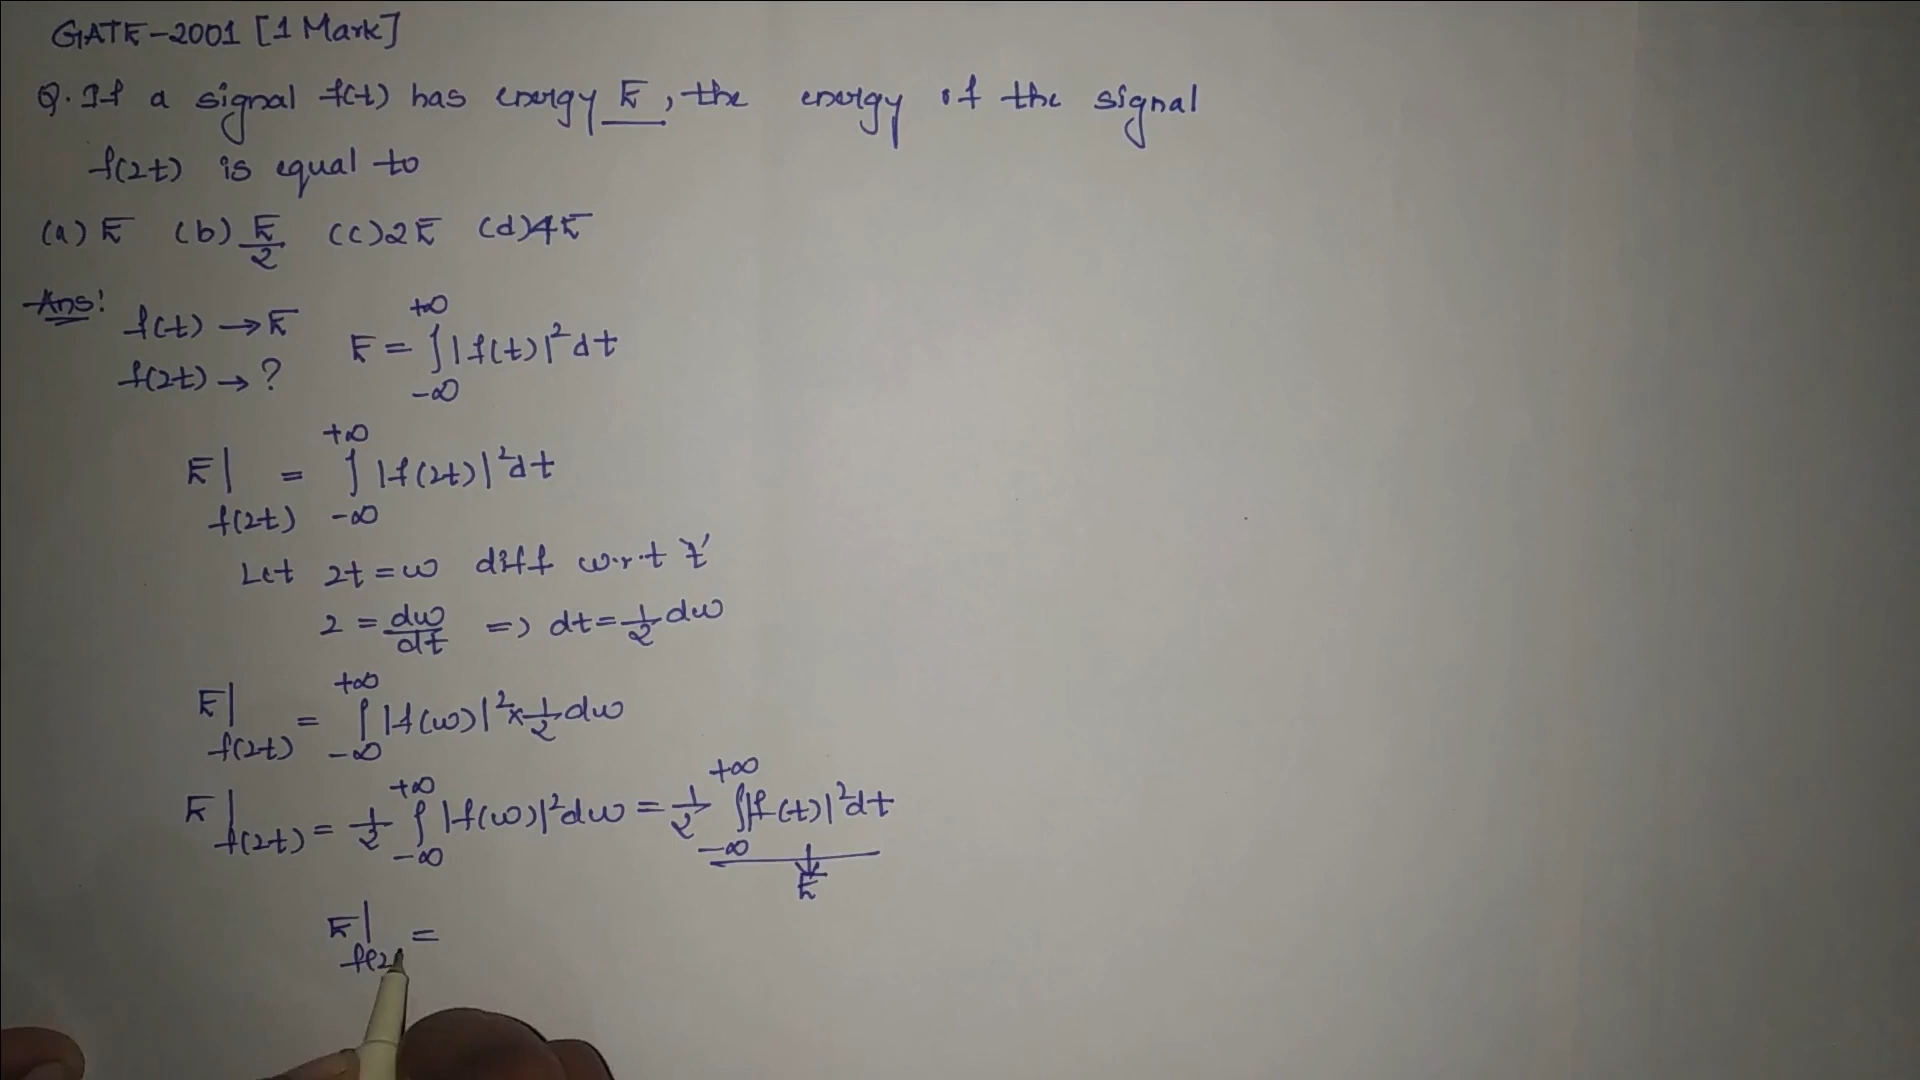 GATE-2001 [1 Mark]
Q. If a signal f(t) has energy E, the energy of the signal
f(2t) is equal to
(a) E (b) E/2 (c) 2E (d) 4E
Ans:
f(t) → E
f(2t) → ?
E = ∫_{-∞}^{+∞} |f(t)|² dt
E|_{f(2t)} = ∫_{-∞}^{+∞} |f(2t)|² dt
Let 2t = ω diff w.r.t 't'
2 = dω/dt => dt = 1/2 dω
E|_{f(2t)} = ∫_{-∞}^{+∞} |f(ω)|² × 1/2 dω
E|_{f(2t)} = 1/2 ∫_{-∞}^{+∞} |f(ω)|² dω = 1/2 ∫_{-∞}^{+∞} |f(t)|² dt
↓
E
E|_{f(2} =